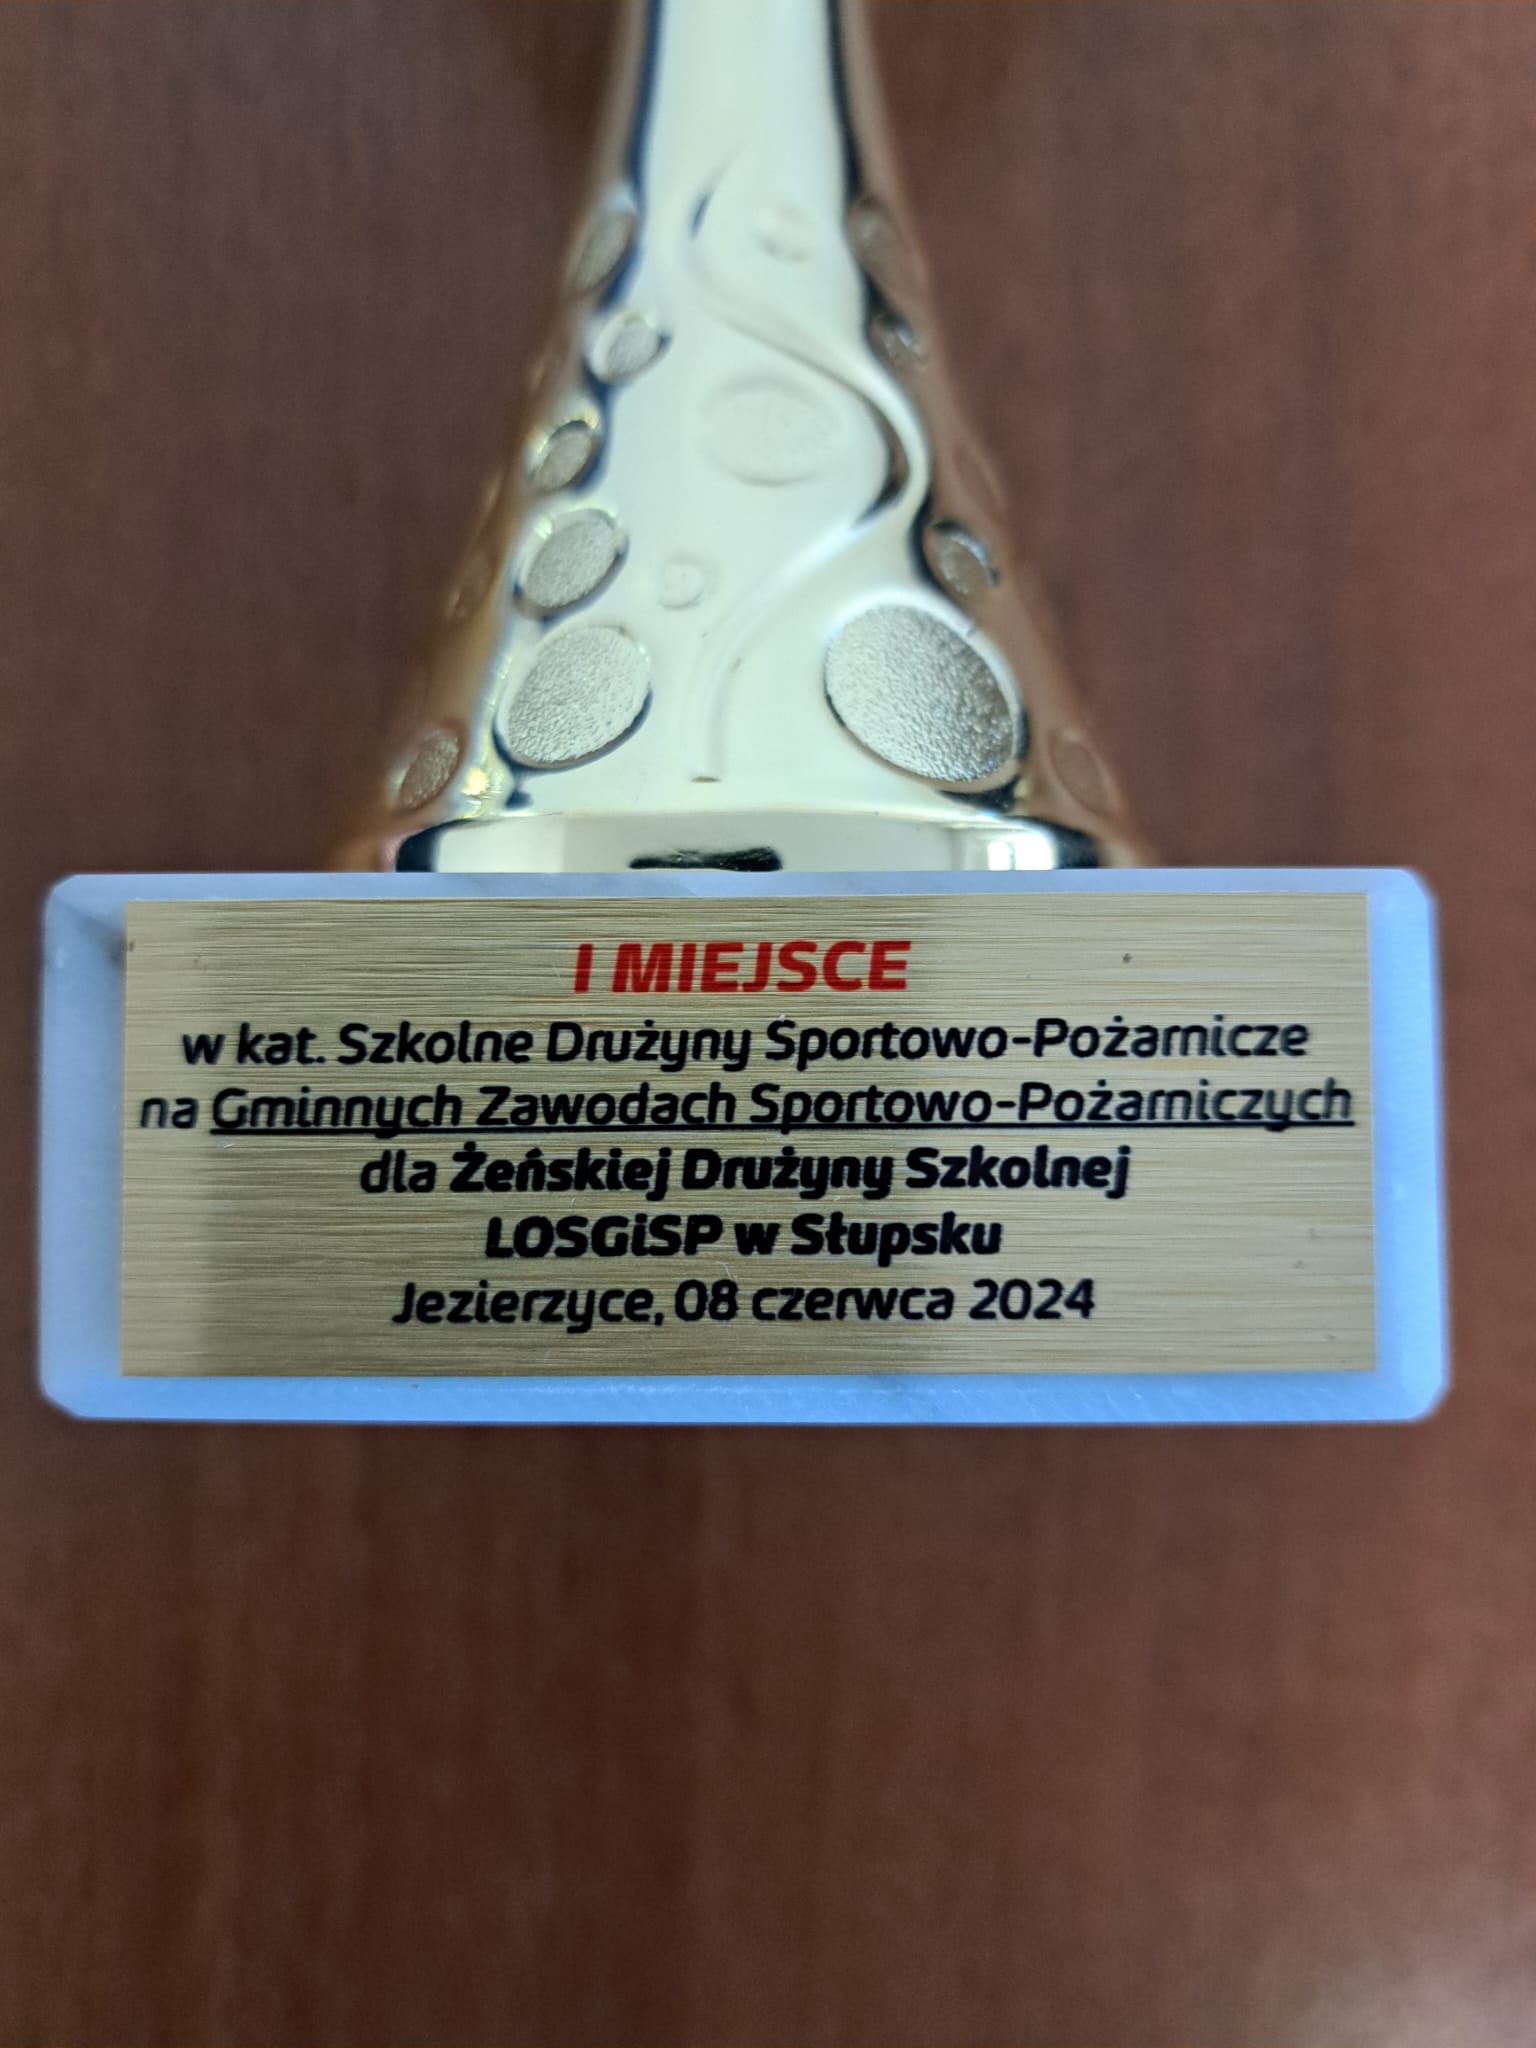 I MIEJSCE
w kat. Szkolne Drużyny Sportowo-Pożarnicze
na Gminnych Zawodach Sportowo-Pożarniczych
dla Żeńskiej Drużyny Szkolnej
LOSGiSP w Słupsku
Jezierzyce, 08 czerwca 2024